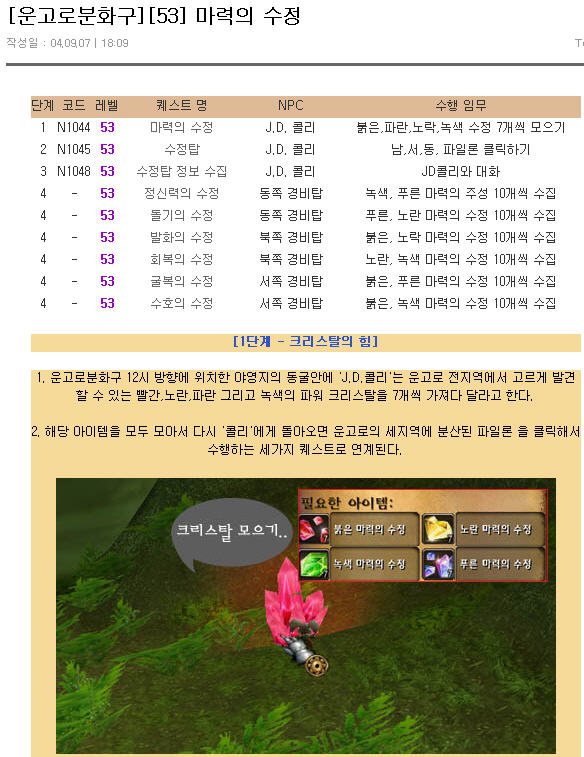 [운고로분화구][53] 마력의 수정
작성일 : 04.09.07 | 18:09
단계 코드 레벨 퀘스트 명 NPC 수행 임무
1 N1044 53 마력의 수정 J.D. 콜리 붉은,파란,노락,녹색 수정 7개씩 모으기
2 N1045 53 수정탑 J.D. 콜리 남,서,동, 파일론 클릭하기
3 N1048 53 수정탑 정보 수집 J.D. 콜리 JD콜리와 대화
4 - 53 정신력의 수정 동쪽 경비탑 녹색, 푸른 마력의 주성 10개씩 수집
4 - 53 돌기의 수정 동쪽 경비탑 푸른, 노란 마력의 수정 10개씩 수집
4 - 53 발화의 수정 북쪽 경비탑 붉은, 노락 마력의 수정 10개씩 수집
4 - 53 회복의 수정 북쪽 경비탑 노란, 녹색 마력의 수정 10개씩 수집
4 - 53 굴복의 수정 서쪽 경비탑 붉은, 푸른 마력의 수정 10개씩 수집
4 - 53 수호의 수정 서쪽 경비탑 붉은, 녹색 마력의 수정 10개씩 수집
[1단계 - 크리스탈의 힘]
1. 운고로분화구 12시 방향에 위치한 야영지의 동굴안에 'J.D.콜리'는 운고로 전지역에서 고르게 발견
할 수 있는 빨간,노란,파란 그리고 녹색의 파워 크리스탈을 7개씩 가져다 달라고 한다.
2. 해당 아이템을 모두 모아서 다시 '콜리'에게 돌아오면 운고로의 세지역에 분산된 파일론 을 클릭해서
수행하는 세가지 퀘스트로 연계된다.
필요한 아이템:
크리스탈 모으기..
붉은 마력의 수정 노란 마력의 수정
녹색 마력의 수정 푸른 마력의 수정